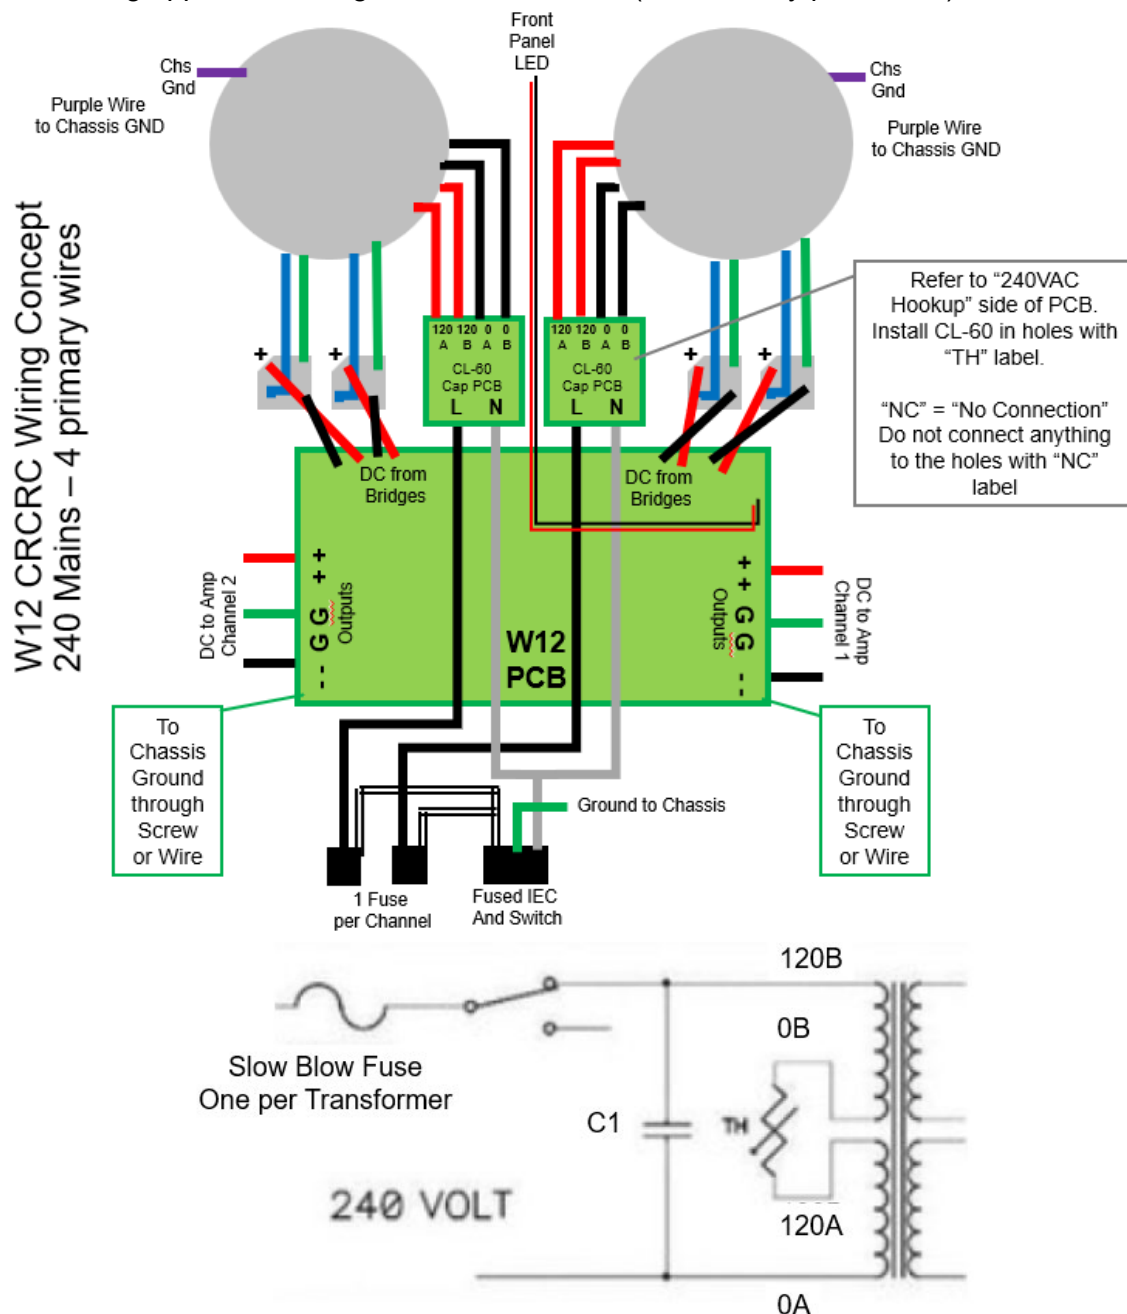 Front
Panel
LED
Chs
Gnd
Purple Wire
to Chassis GND
Chs
Gnd
Purple Wire
to Chassis GND
W12 CRCRC Wiring Concept
240 Mains – 4 primary wires
120 120 0 0
A B A B
CL-60
Cap PCB
L N
120 120 0 0
A B A B
CL-60
Cap PCB
L N
Refer to “240VAC
Hookup” side of PCB.
Install CL-60 in holes with
“TH” label.
“NC” = “No Connection”
Do not connect anything
to the holes with “NC”
label
+
+
+
+
DC from
Bridges
DC from
Bridges
DC to Amp
Channel 2
- - G G + +
Outputs
W12
PCB
+ + G G - -
Outputs
DC to Amp
Channel 1
To
Chassis
Ground
through
Screw
or Wire
To
Chassis
Ground
through
Screw
or Wire
Ground to Chassis
1 Fuse
per Channel
Fused IEC
And Switch
120B
0B
Slow Blow Fuse
One per Transformer
C1
TH
240 VOLT
120A
0A